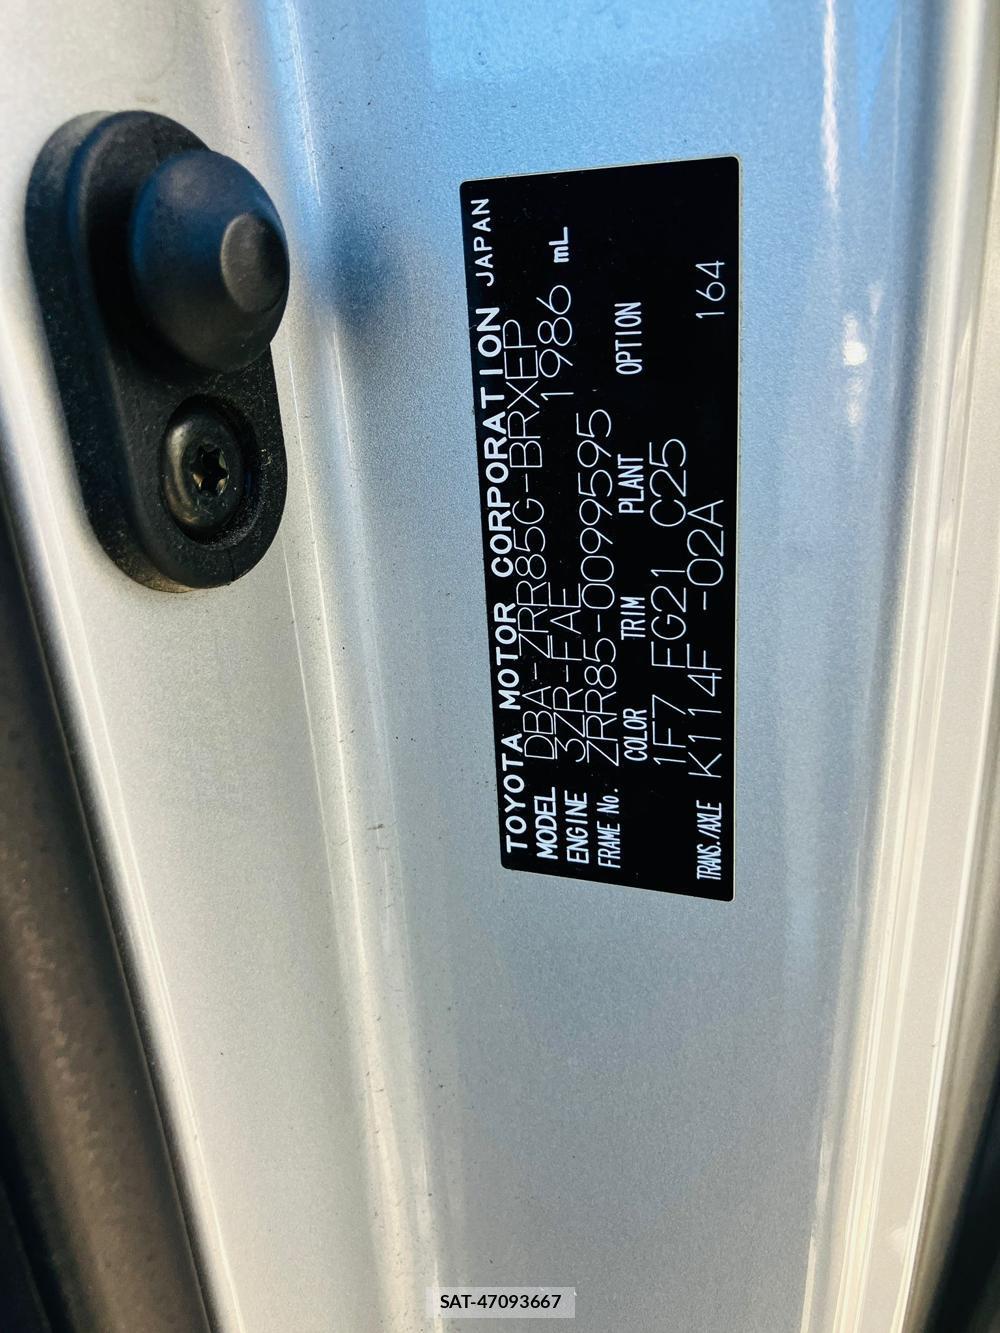 TOYOTA MOTOR CORPORATION JAPAN
MODEL DBA-ZRR85G-BRXEP
ENGINE 3ZR-FAE 1986 mL
FRAME No. ZRR85-0099595
COLOR TRIM PLANT OPTION
1F7 FG21 C25
TRANS./AXLE K114F -02A 164
SAT-47093667